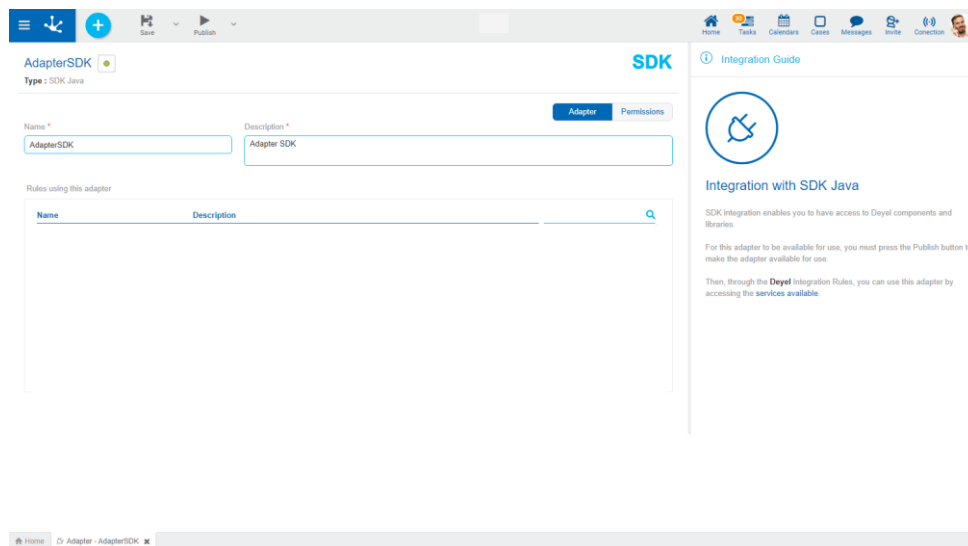 Save
Publish
Home
Tasks
Calendars
Cases
Messages
Invite
Conection
AdapterSDK
SDK
Type : SDK Java
Adapter
Permissions
Name *
Description *
AdapterSDK
Adapter SDK
Rules using this adapter
Name
Description
Integration Guide
Integration with SDK Java
SDK Integration enables you to have access to Deyel components and
libraries.
For this adapter to be available for use, you must press the Publish button t
make the adapter available for use.
Then, through the Deyel Integration Rules, you can use this adapter by
accessing the services available.
Home
Adapter - AdapterSDK